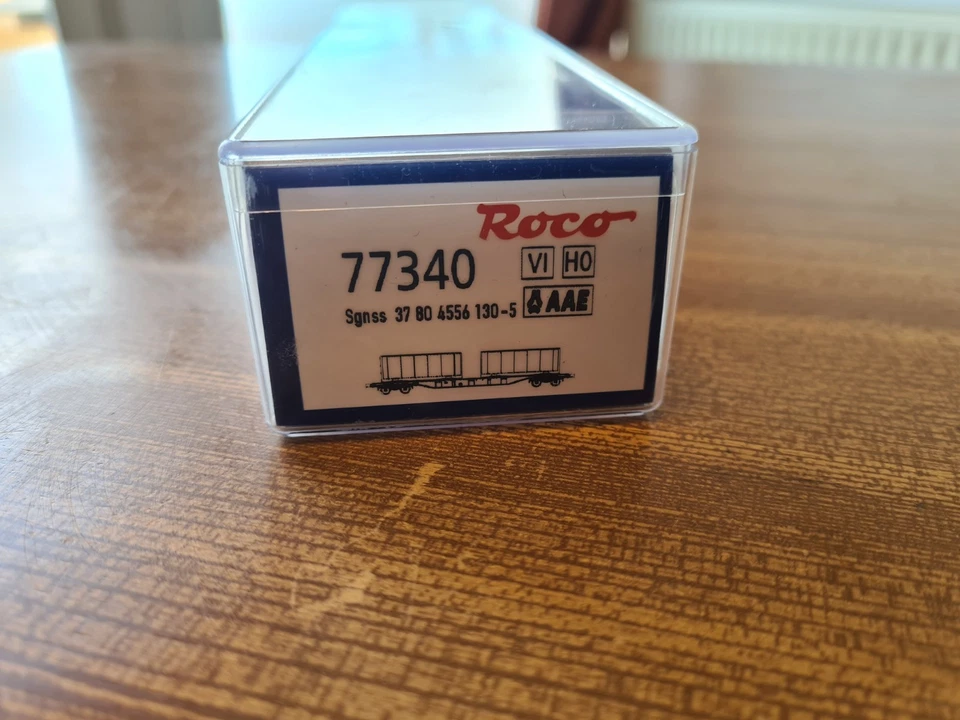 Roco
77340 VI H0
Sgnss 37 80 4556 130-5 AAE